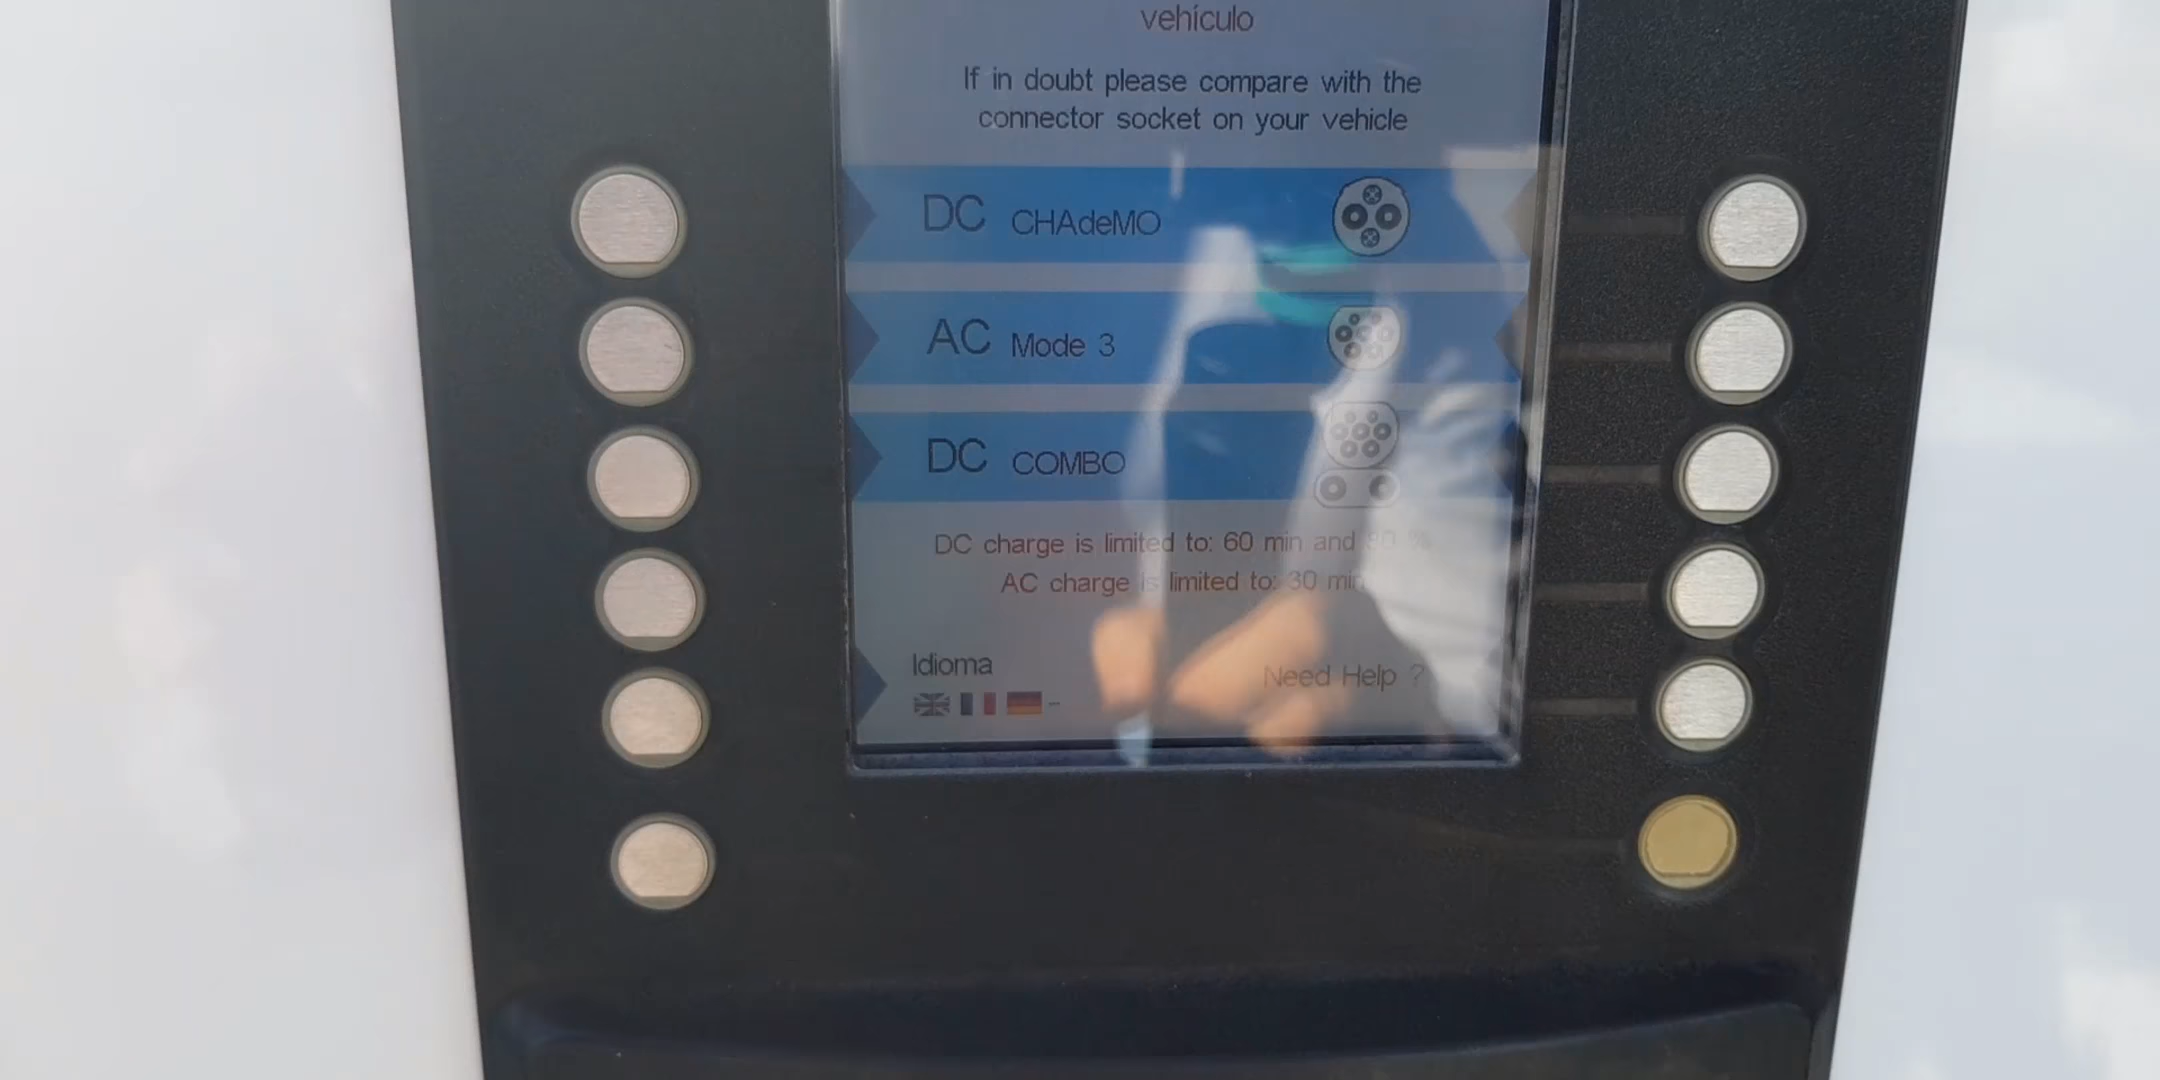 vehículo
If in doubt please compare with the
connector socket on your vehicle
DC CHAdeMO
AC Mode 3
DC COMBO
DC charge is limited to: 60 min and 80 %
AC charge is limited to: 30 min
Idioma
Need Help ?